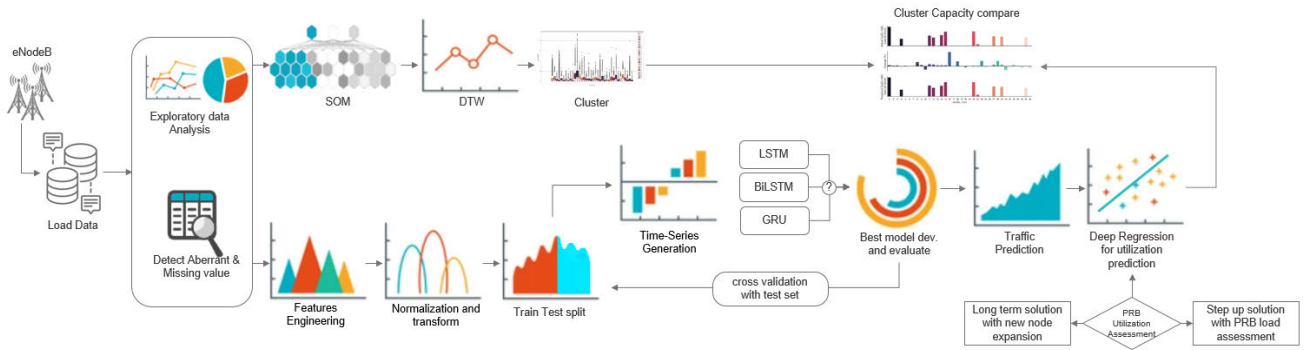 eNodeB
Load Data
Exploratory data
Analysis
Detect Aberrant &
Missing value
SOM
DTW
Cluster
Cluster Capacity compare
Features
Engineering
Normalization and
transform
Train Test split
Time-Series
Generation
LSTM
BiLSTM
GRU
?
Best model dev.
and evaluate
cross validation
with test set
Traffic
Prediction
Deep Regression
for utilization
prediction
Long term solution
with new node
expansion
PRB
Utilization
Assessment
Step up solution
with PRB load
assessment